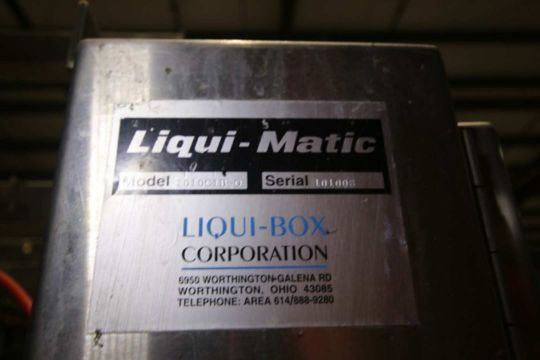 Liqui-Matic
Model Serial 101008
LIQUI-BOX
CORPORATION
6950 WORTHINGTON-GALENA RD
WORTHINGTON, OHIO 43085
TELEPHONE: AREA 614/888-9280